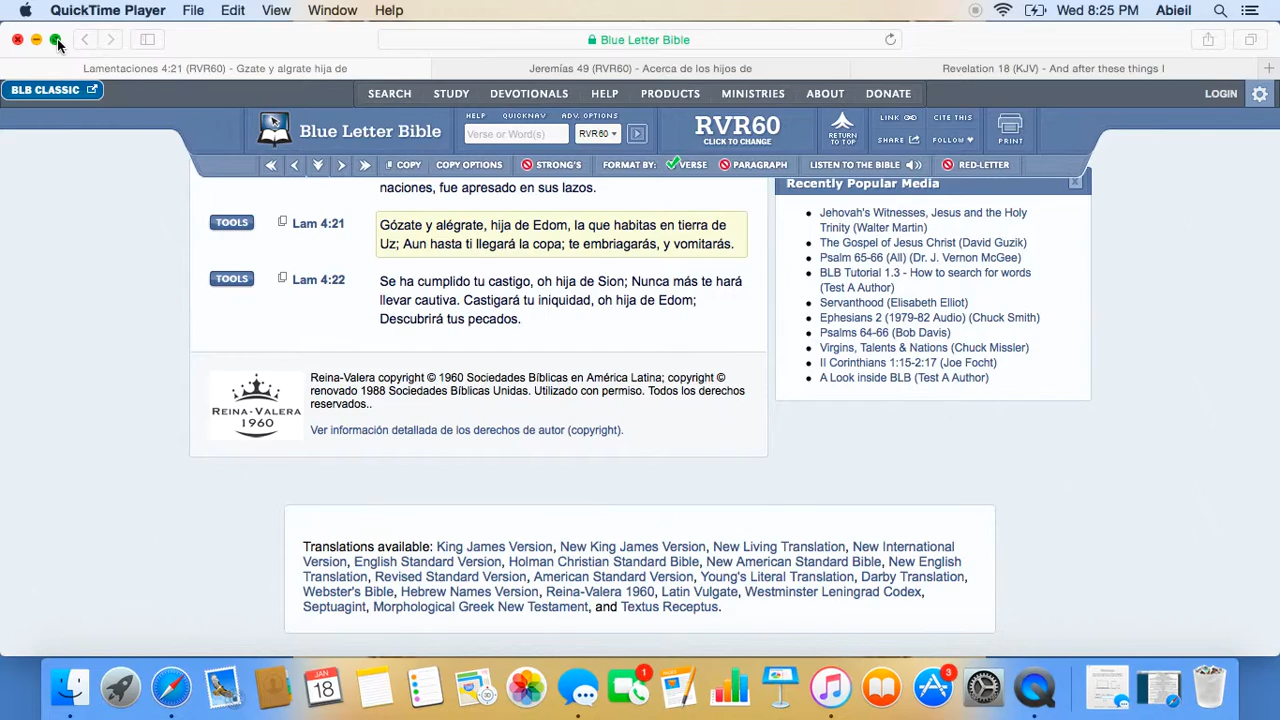 QuickTime Player File Edit View Window Help Wed 8:25 PM Abieil
Blue Letter Bible
Lamentaciones 4:21 (RVR60) - Gzate y algrate hija de Jeremías 49 (RVR60) - Acerca de los hijos de Revelation 18 (KJV) - And after these things I
BLB CLASSIC SEARCH STUDY DEVOTIONALS HELP PRODUCTS MINISTRIES ABOUT DONATE LOGIN
HELP QUICKNAV ADV. OPTIONS
Blue Letter Bible Verse or Word(s) RVR60 RVR60 CLICK TO CHANGE RETURN TO TOP LINK CITE THIS SHARE FOLLOW PRINT
COPY COPY OPTIONS STRONG'S FORMAT BY: VERSE PARAGRAPH LISTEN TO THE BIBLE RED-LETTER
naciones, fue apresado en sus lazos.
TOOLS Lam 4:21 Gózate y alégrate, hija de Edom, la que habitas en tierra de
Uz; Aun hasta ti llegará la copa; te embriagarás, y vomitarás.
TOOLS Lam 4:22 Se ha cumplido tu castigo, oh hija de Sion; Nunca más te hará
llevar cautiva. Castigará tu iniquidad, oh hija de Edom;
Descubrirá tus pecados.
REINA-VALERA
1960
Reina-Valera copyright © 1960 Sociedades Bíblicas en América Latina; copyright ©
renovado 1988 Sociedades Bíblicas Unidas. Utilizado con permiso. Todos los derechos
reservados..
Ver información detallada de los derechos de autor (copyright).
Recently Popular Media
Jehovah's Witnesses, Jesus and the Holy
Trinity (Walter Martin)
The Gospel of Jesus Christ (David Guzik)
Psalm 65-66 (All) (Dr. J. Vernon McGee)
BLB Tutorial 1.3 - How to search for words
(Test A Author)
Servanthood (Elisabeth Elliot)
Ephesians 2 (1979-82 Audio) (Chuck Smith)
Psalms 64-66 (Bob Davis)
Virgins, Talents & Nations (Chuck Missler)
II Corinthians 1:15-2:17 (Joe Focht)
A Look inside BLB (Test A Author)
Translations available: King James Version, New King James Version, New Living Translation, New International
Version, English Standard Version, Holman Christian Standard Bible, New American Standard Bible, New English
Translation, Revised Standard Version, American Standard Version, Young's Literal Translation, Darby Translation,
Webster's Bible, Hebrew Names Version, Reina-Valera 1960, Latin Vulgate, Westminster Leningrad Codex,
Septuagint, Morphological Greek New Testament, and Textus Receptus.
JAN
18
1
3